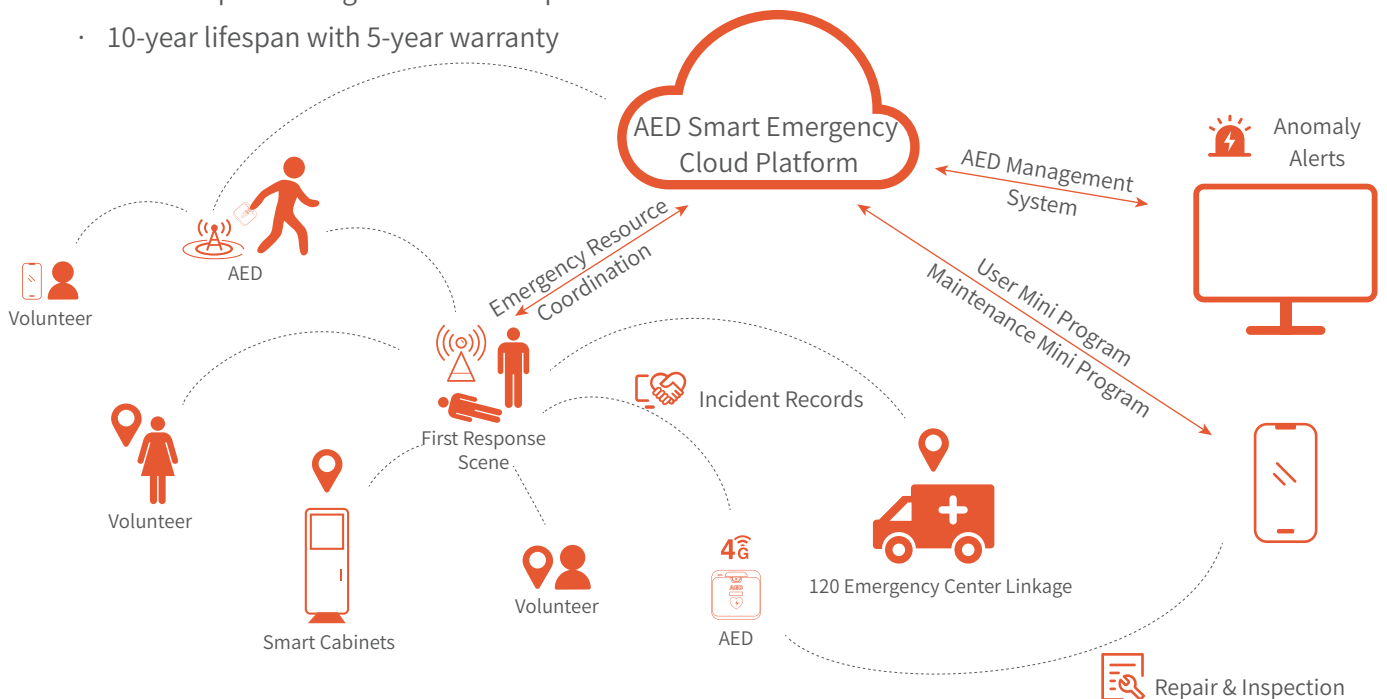 · 10-year lifespan with 5-year warranty
AED Smart Emergency
Cloud Platform
Anomaly
Alerts
AED Management
System
Emergency Resource
Coordination
User Mini Program
Maintenance Mini Program
AED
Volunteer
First Response
Scene
Incident Records
Volunteer
Smart Cabinets
Volunteer
4G
AED
AED
120 Emergency Center Linkage
Repair & Inspection